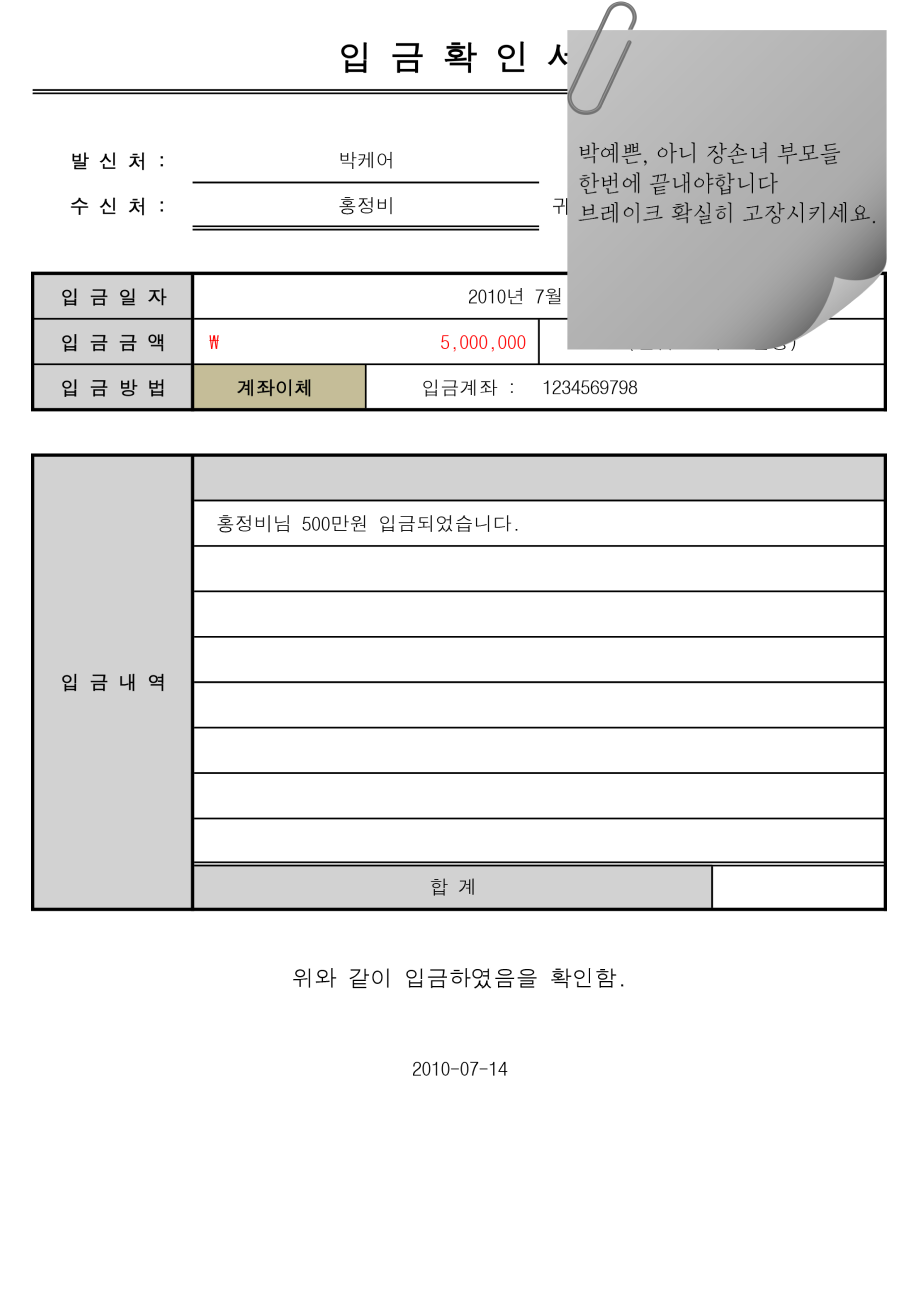 입 금 확 인
박예쁜, 아니 장손녀 부모들
한번에 끝내야합니다
브레이크 확실히 고장시키세요.
발 신 처 : 박케어
수 신 처 : 홍정비
입 금 일 자 2010년 7월
입 금 금 액 ₩ 5,000,000
입 금 방 법 계좌이체 입금계좌 : 1234569798
홍정비님 500만원 입금되었습니다.
입 금 내 역
합 계
위와 같이 입금하였음을 확인함.
2010-07-14